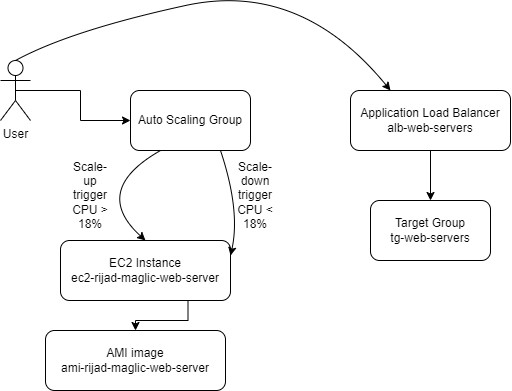 User
Auto Scaling Group
Application Load Balancer
alb-web-servers
Scale-
up
trigger
CPU >
18%
Scale-
down
trigger
CPU <
18%
Target Group
tg-web-servers
EC2 Instance
ec2-rijad-maglic-web-server
AMI image
ami-rijad-maglic-web-server